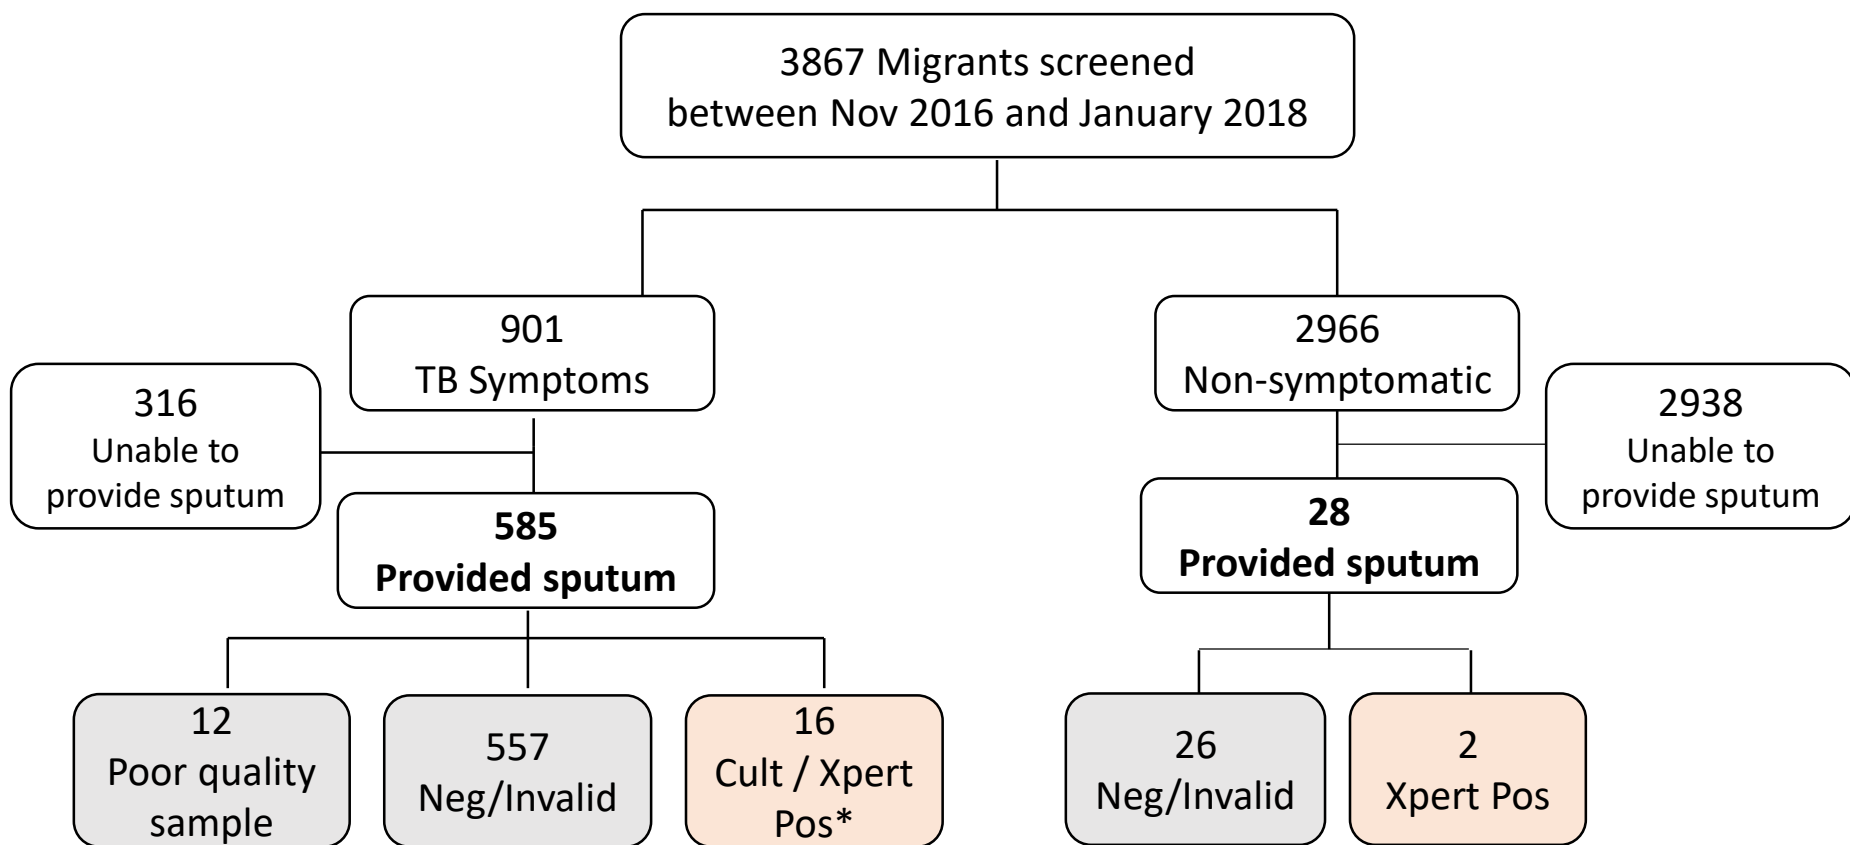 3867 Migrants screened
between Nov 2016 and January 2018
901
TB Symptoms
2966
Non-symptomatic
316
Unable to
provide sputum
2938
Unable to
provide sputum
585
Provided sputum
28
Provided sputum
12
Poor quality
sample
557
Neg/Invalid
16
Cult / Xpert
Pos*
26
Neg/Invalid
2
Xpert Pos